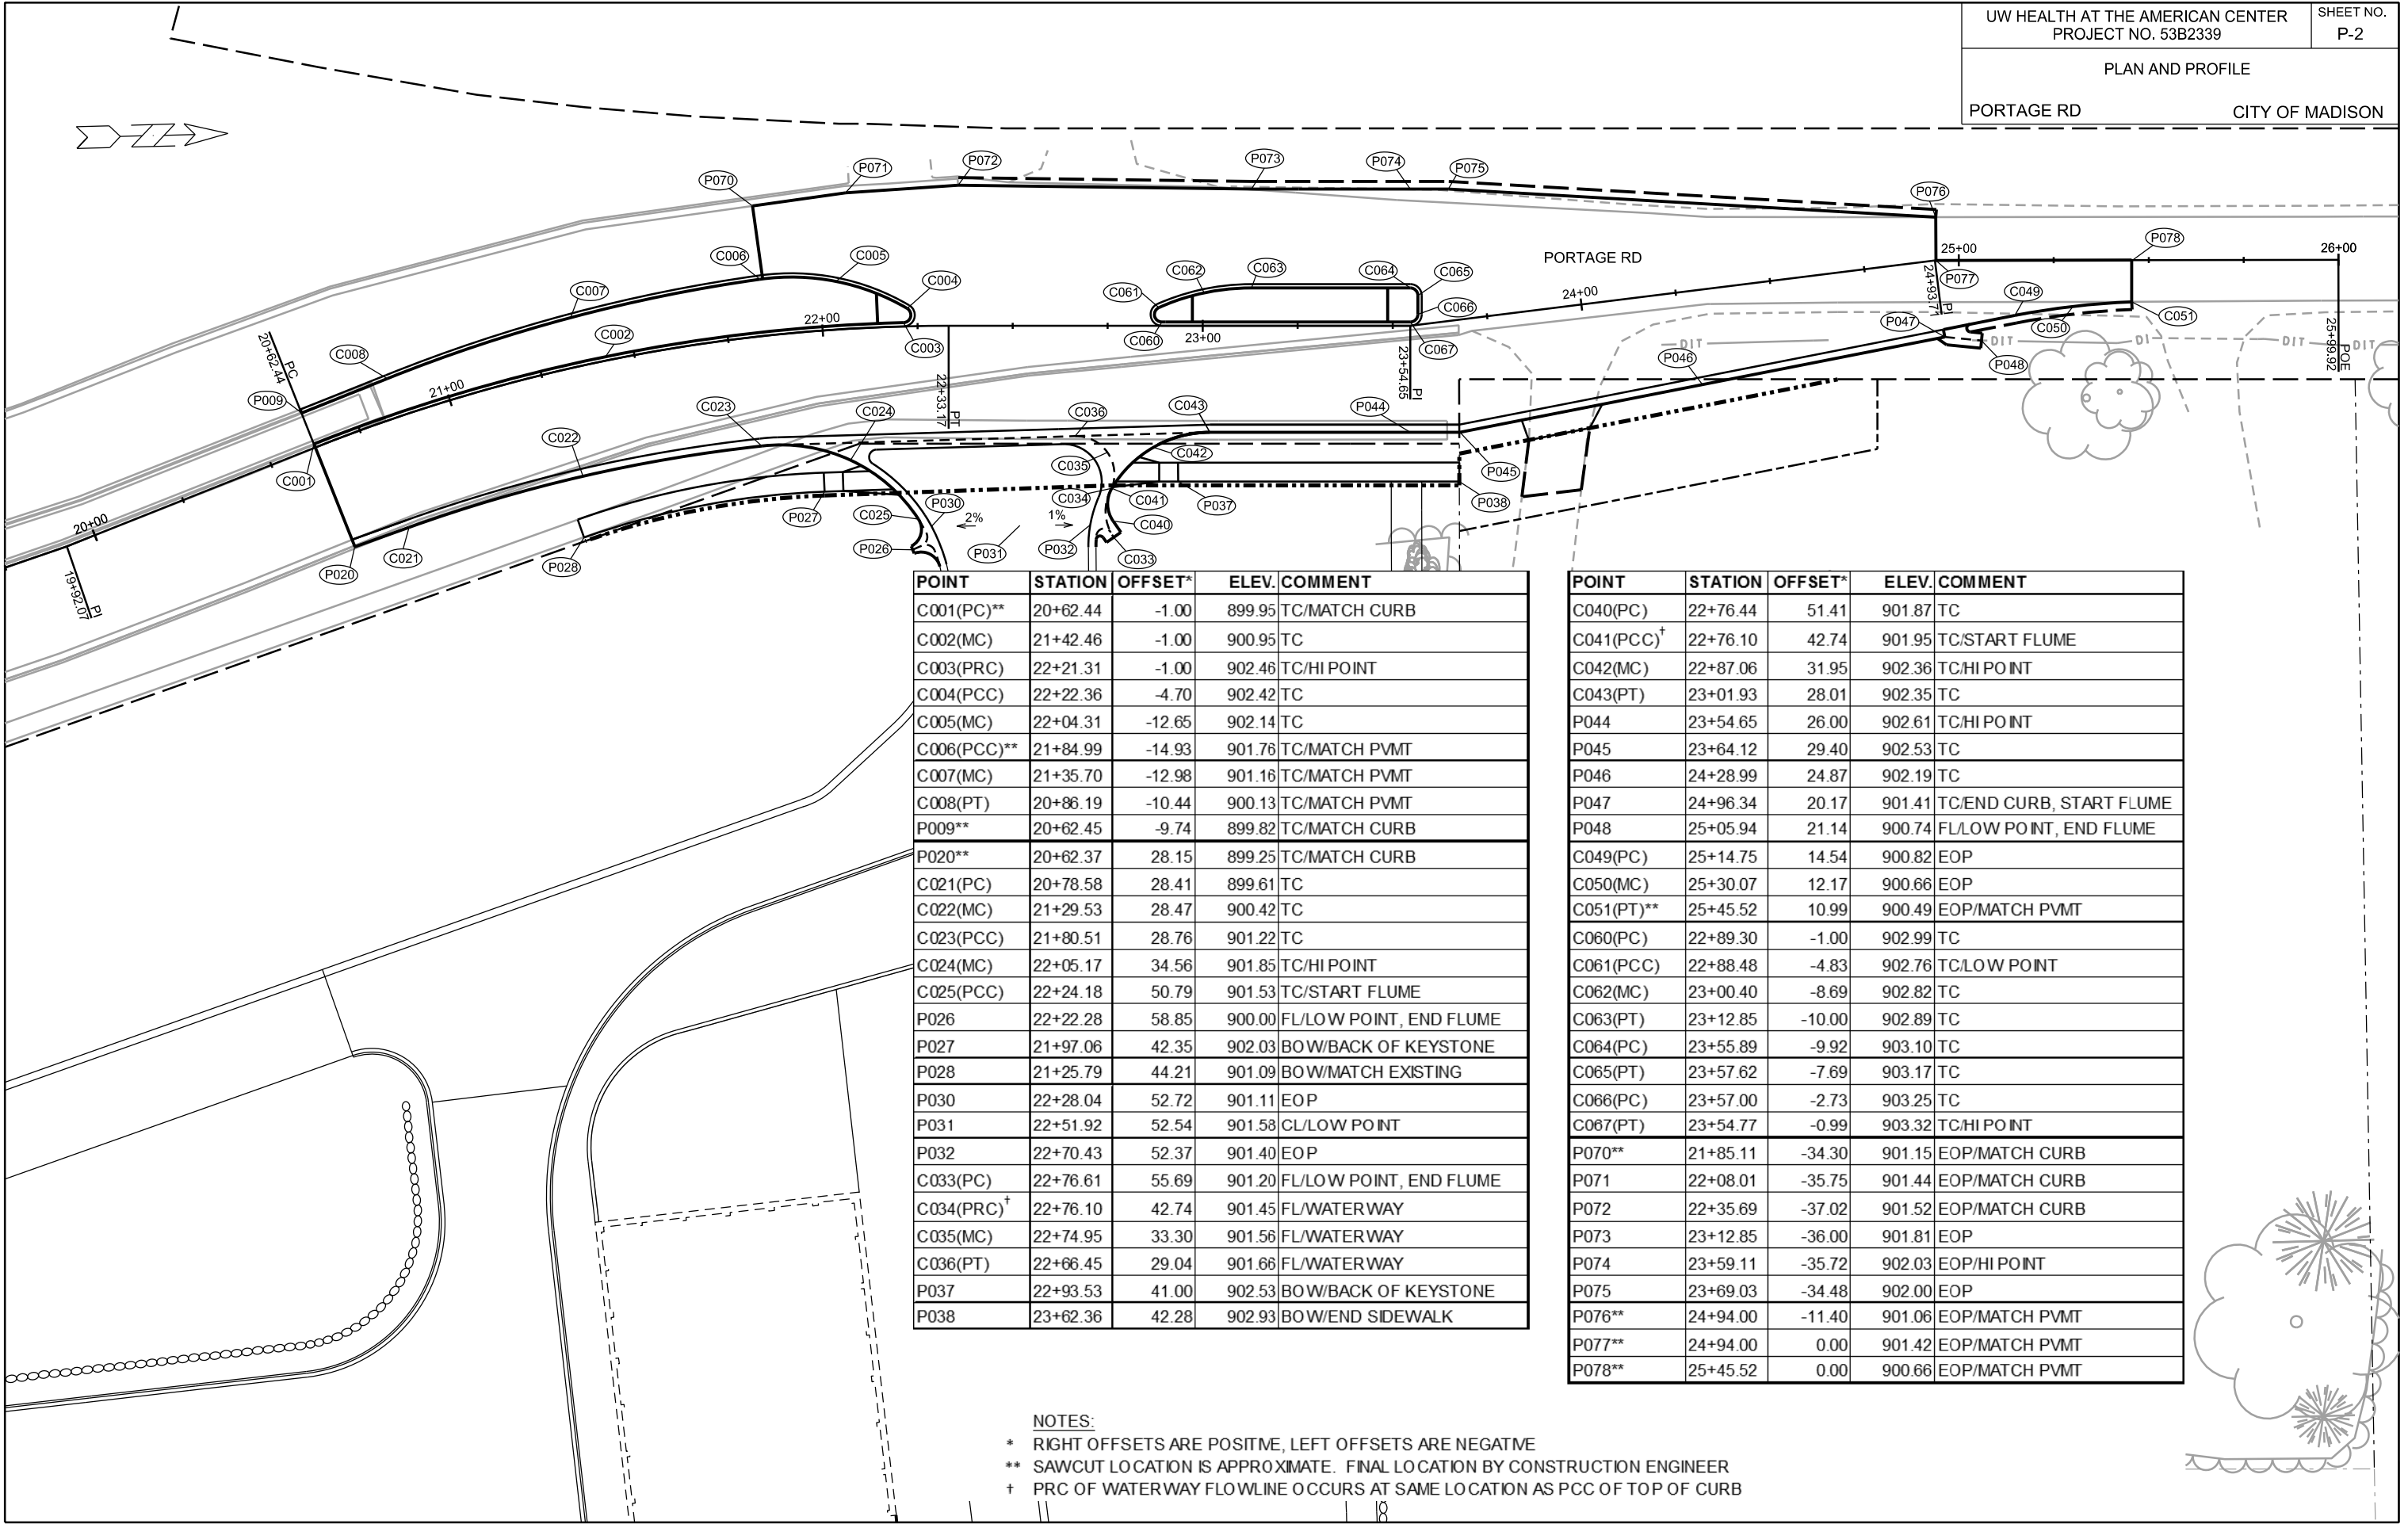 UW HEALTH AT THE AMERICAN CENTER
PROJECT NO. 53B2339
SHEET NO.
P-2
PLAN AND PROFILE
PORTAGE RD CITY OF MADISON
P070
P071
P072
P073
P074
P075
P076
P078
C006
C005
C004
C007
C008
C002
C003
C061
C062
C063
C064
C065
C066
C067
C060
PORTAGE RD
25+00
26+00
24+00
23+00
22+00
21+00
20+00
P077
C049
C050
C051
P047
P048
P046
DIT
DIT
DI
DIT
DIT
20+62.44 PC
22+33.17 PT
23+54.65 PI
24+93.7 PI
25+99.92 POE
19+92.07 PI
P009
C001
C023
C024
C022
C036
C043
P044
C035
C042
C034
C041
P045
P038
P037
P027
P030
C025
2%
1%
C040
P026
P031
P032
C033
P028
C021
P020
POINT STATION OFFSET* ELEV. COMMENT
C001(PC)** 20+62.44 -1.00 899.95 TC/MATCH CURB
C002(MC) 21+42.46 -1.00 900.95 TC
C003(PRC) 22+21.31 -1.00 902.46 TC/HI POINT
C004(PCC) 22+22.36 -4.70 902.42 TC
C005(MC) 22+04.31 -12.65 902.14 TC
C006(PCC)** 21+84.99 -14.93 901.76 TC/MATCH PVMT
C007(MC) 21+35.70 -12.98 901.16 TC/MATCH PVMT
C008(PT) 20+86.19 -10.44 900.13 TC/MATCH PVMT
P009** 20+62.45 -9.74 899.82 TC/MATCH CURB
P020** 20+62.37 28.15 899.25 TC/MATCH CURB
C021(PC) 20+78.58 28.41 899.61 TC
C022(MC) 21+29.53 28.47 900.42 TC
C023(PCC) 21+80.51 28.76 901.22 TC
C024(MC) 22+05.17 34.56 901.85 TC/HI POINT
C025(PCC) 22+24.18 50.79 901.53 TC/START FLUME
P026 22+22.28 58.85 900.00 FL/LOW POINT, END FLUME
P027 21+97.06 42.35 902.03 BOW/BACK OF KEYSTONE
P028 21+25.79 44.21 901.09 BOW/MATCH EXISTING
P030 22+28.04 52.72 901.11 EOP
P031 22+51.92 52.54 901.58 CL/LOW POINT
P032 22+70.43 52.37 901.40 EOP
C033(PC) 22+76.61 55.69 901.20 FL/LOW POINT, END FLUME
C034(PRC)† 22+76.10 42.74 901.45 FL/WATERWAY
C035(MC) 22+74.95 33.30 901.56 FL/WATERWAY
C036(PT) 22+66.45 29.04 901.66 FL/WATERWAY
P037 22+93.53 41.00 902.53 BOW/BACK OF KEYSTONE
P038 23+62.36 42.28 902.93 BOW/END SIDEWALK
POINT STATION OFFSET* ELEV. COMMENT
C040(PC) 22+76.44 51.41 901.87 TC
C041(PCC)† 22+76.10 42.74 901.95 TC/START FLUME
C042(MC) 22+87.06 31.95 902.36 TC/HI POINT
C043(PT) 23+01.93 28.01 902.35 TC
P044 23+54.65 26.00 902.61 TC/HI POINT
P045 23+64.12 29.40 902.53 TC
P046 24+28.99 24.87 902.19 TC
P047 24+96.34 20.17 901.41 TC/END CURB, START FLUME
P048 25+05.94 21.14 900.74 FL/LOW POINT, END FLUME
C049(PC) 25+14.75 14.54 900.82 EOP
C050(MC) 25+30.07 12.17 900.66 EOP
C051(PT)** 25+45.52 10.99 900.49 EOP/MATCH PVMT
C060(PC) 22+89.30 -1.00 902.99 TC
C061(PCC) 22+88.48 -4.83 902.76 TC/LOW POINT
C062(MC) 23+00.40 -8.69 902.82 TC
C063(PT) 23+12.85 -10.00 902.89 TC
C064(PC) 23+55.89 -9.92 903.10 TC
C065(PT) 23+57.62 -7.69 903.17 TC
C066(PC) 23+57.00 -2.73 903.25 TC
C067(PT) 23+54.77 -0.99 903.32 TC/HI POINT
P070** 21+85.11 -34.30 901.15 EOP/MATCH CURB
P071 22+08.01 -35.75 901.44 EOP/MATCH CURB
P072 22+35.69 -37.02 901.52 EOP/MATCH CURB
P073 23+12.85 -36.00 901.81 EOP
P074 23+59.11 -35.72 902.03 EOP/HI POINT
P075 23+69.03 -34.48 902.00 EOP
P076** 24+94.00 -11.40 901.06 EOP/MATCH PVMT
P077** 24+94.00 0.00 901.42 EOP/MATCH PVMT
P078** 25+45.52 0.00 900.66 EOP/MATCH PVMT
NOTES:
* RIGHT OFFSETS ARE POSITIVE, LEFT OFFSETS ARE NEGATIVE
** SAWCUT LOCATION IS APPROXIMATE. FINAL LOCATION BY CONSTRUCTION ENGINEER
† PRC OF WATERWAY FLOWLINE OCCURS AT SAME LOCATION AS PCC OF TOP OF CURB